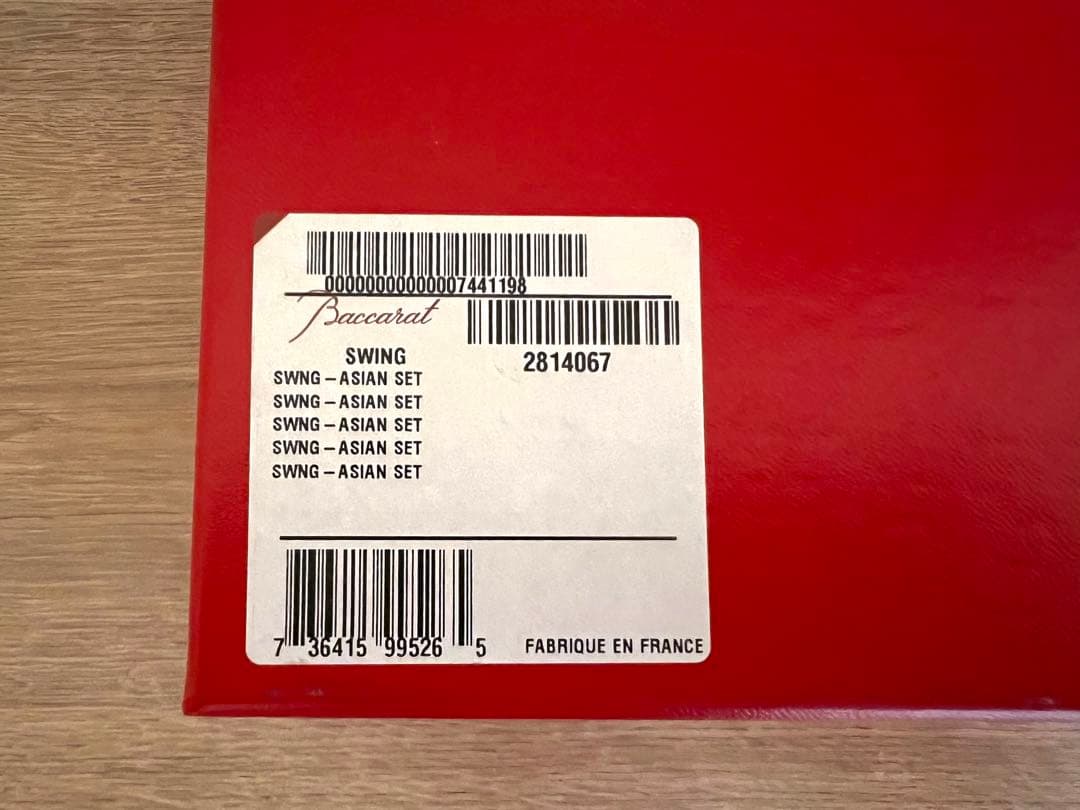 00000000000007441198
Baccarat
2814067
SWING
SWNG – ASIAN SET
SWNG – ASIAN SET
SWNG – ASIAN SET
SWNG – ASIAN SET
SWNG – ASIAN SET
7 36415 99526 5
FABRIQUE EN FRANCE